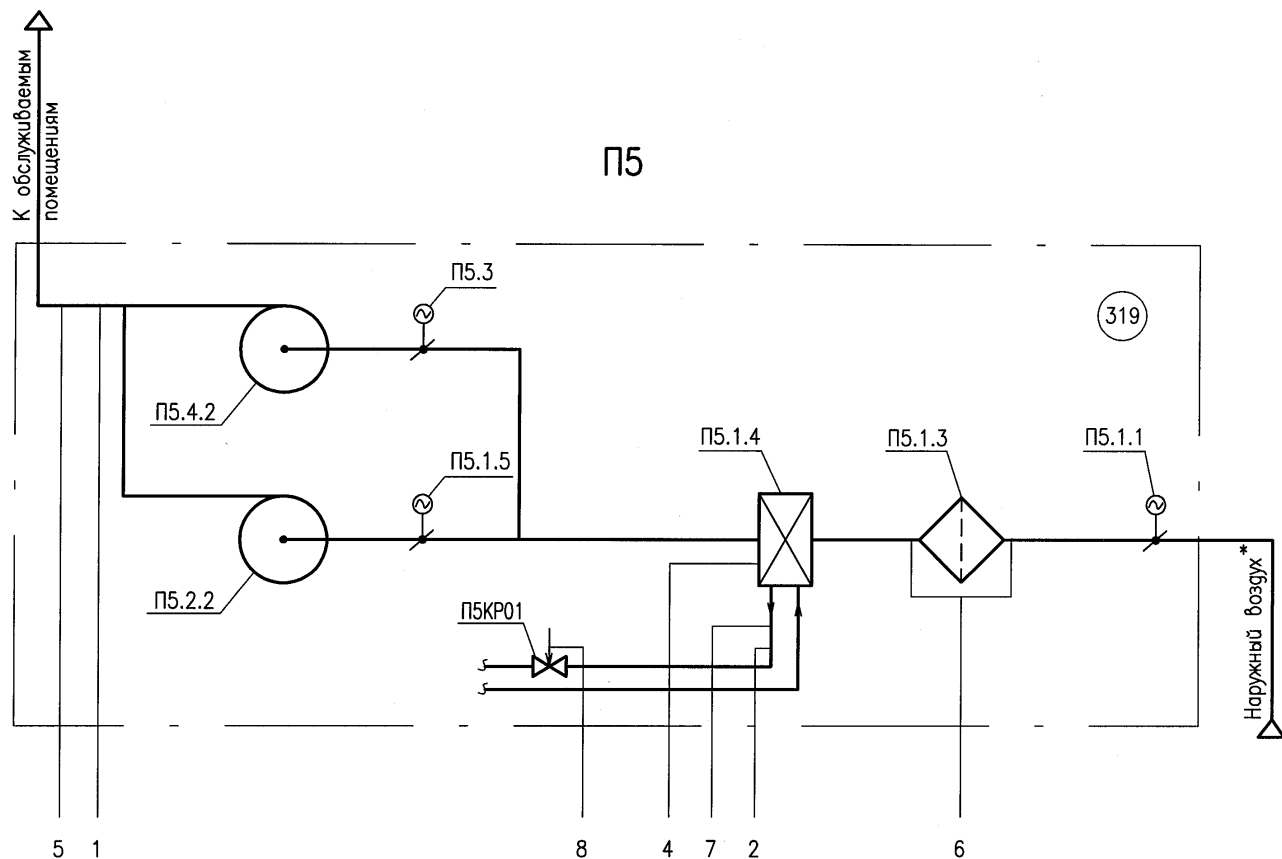 К обслуживаемым
помещениям
П5
П5.3
319
П5.4.2
П5.1.5
П5.1.4
П5.1.3
П5.1.1
П5.2.2
П5КР01
Наружный воздух*
5 1 8 4 7 2 6